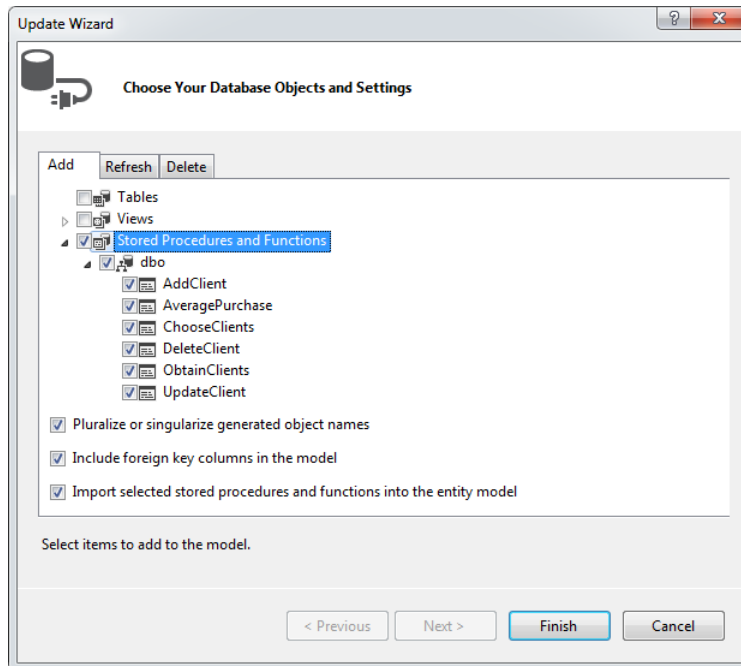 Update Wizard
?
Choose Your Database Objects and Settings
Add Refresh Delete
Tables
Views
Stored Procedures and Functions
dbo
AddClient
AveragePurchase
ChooseClients
DeleteClient
ObtainClients
UpdateClient
Pluralize or singularize generated object names
Include foreign key columns in the model
Import selected stored procedures and functions into the entity model
Select items to add to the model.
< Previous Next > Finish Cancel